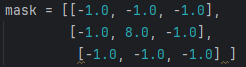 mask = [[-1.0, -1.0, -1.0],
[-1.0, 8.0, -1.0],
[-1.0, -1.0, -1.0] ]